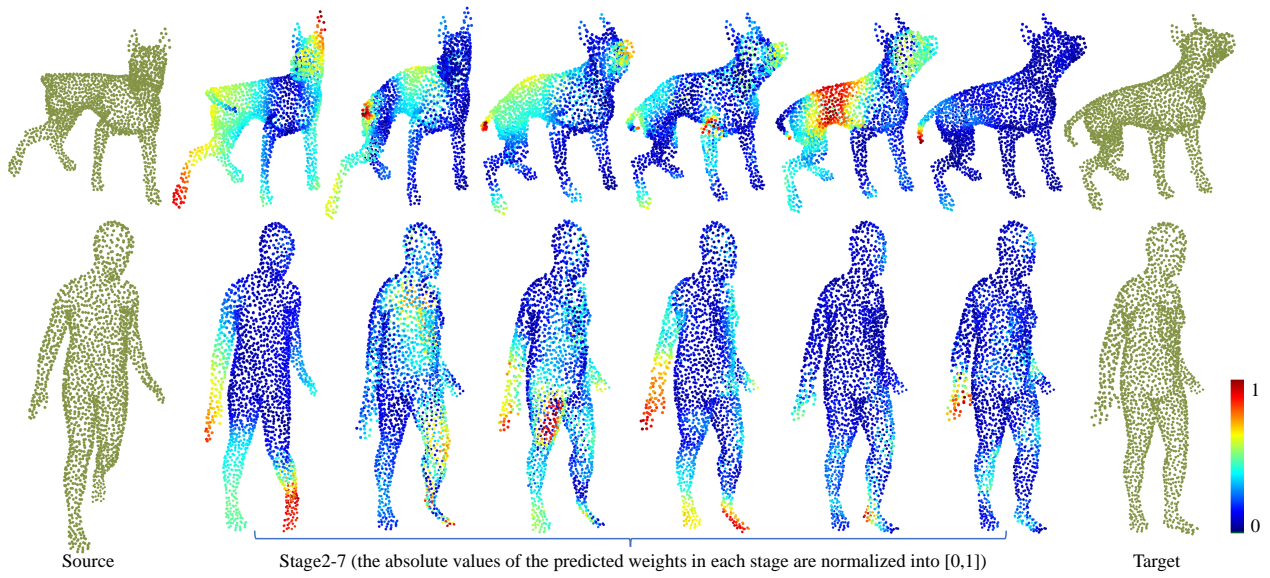 1
0
Source
Stage2-7 (the absolute values of the predicted weights in each stage are normalized into [0,1])
Target